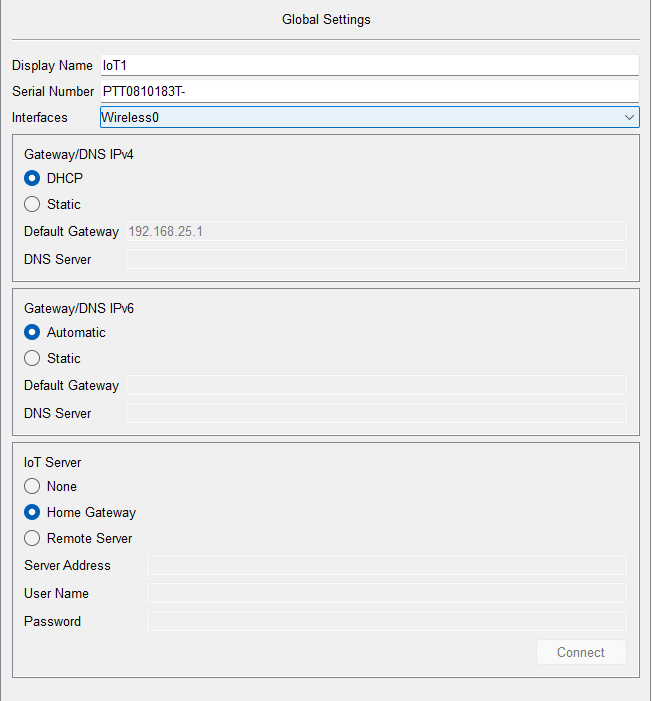 Global Settings
Display Name IoT1
Serial Number PTT0810183T-
Interfaces Wireless0
Gateway/DNS IPv4
DHCP
Static
Default Gateway 192.168.25.1
DNS Server
Gateway/DNS IPv6
Automatic
Static
Default Gateway
DNS Server
IoT Server
None
Home Gateway
Remote Server
Server Address
User Name
Password
Connect